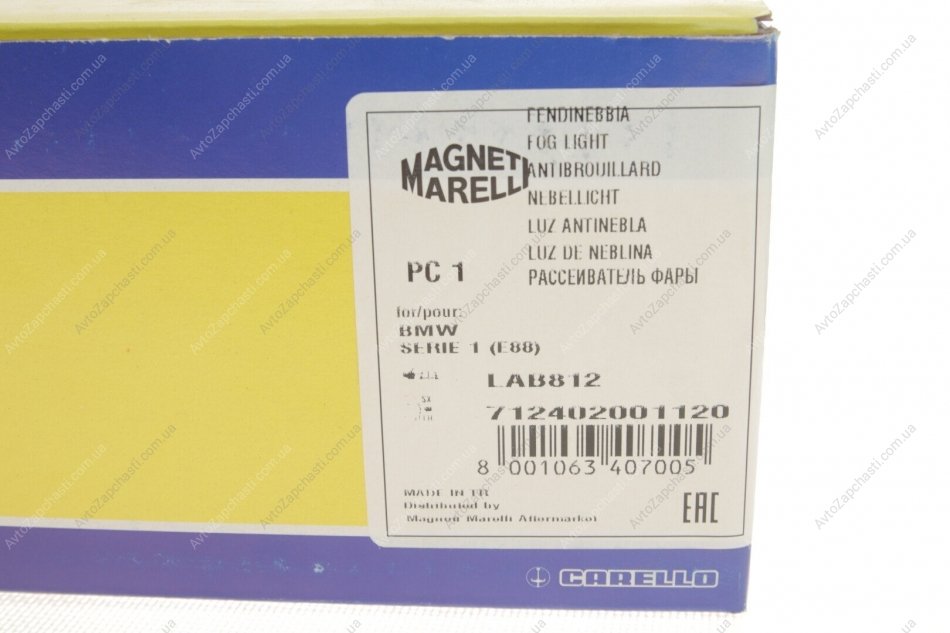 FENDINEBBIA
FOG LIGHT
ANTIBROUILLARD
NEBELLICHT
LUZ ANTINEBLA
LUZ DE NEBLINA
РАССЕИВАТЕЛЬ ФАРЫ
MAGNETI
MARELLI
PC 1
for/pour:
BMW
SERIE 1 (E88)
LAB812
SX
LH
712402001120
8 001063 407005
MADE IN
Distributed by
Magneti Marelli Aftermarket
EAC
CARELLO
AvtoZapchasti.com.ua